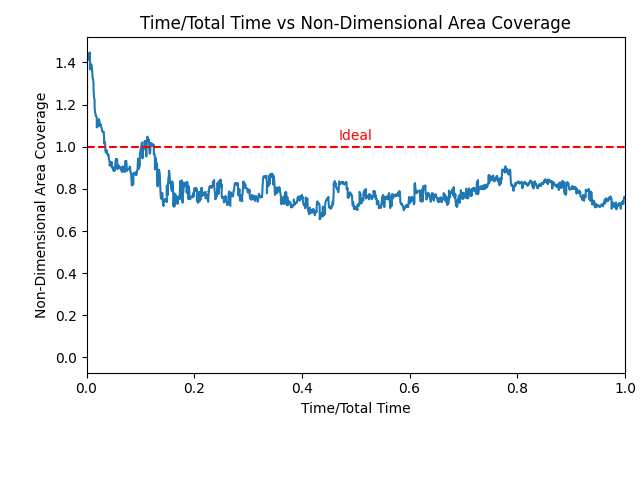 Time/Total Time vs Non-Dimensional Area Coverage
Non-Dimensional Area Coverage
1.4
1.2
1.0
0.8
0.6
0.4
0.2
0.0
Ideal
0.0 0.2 0.4 0.6 0.8 1.0
Time/Total Time